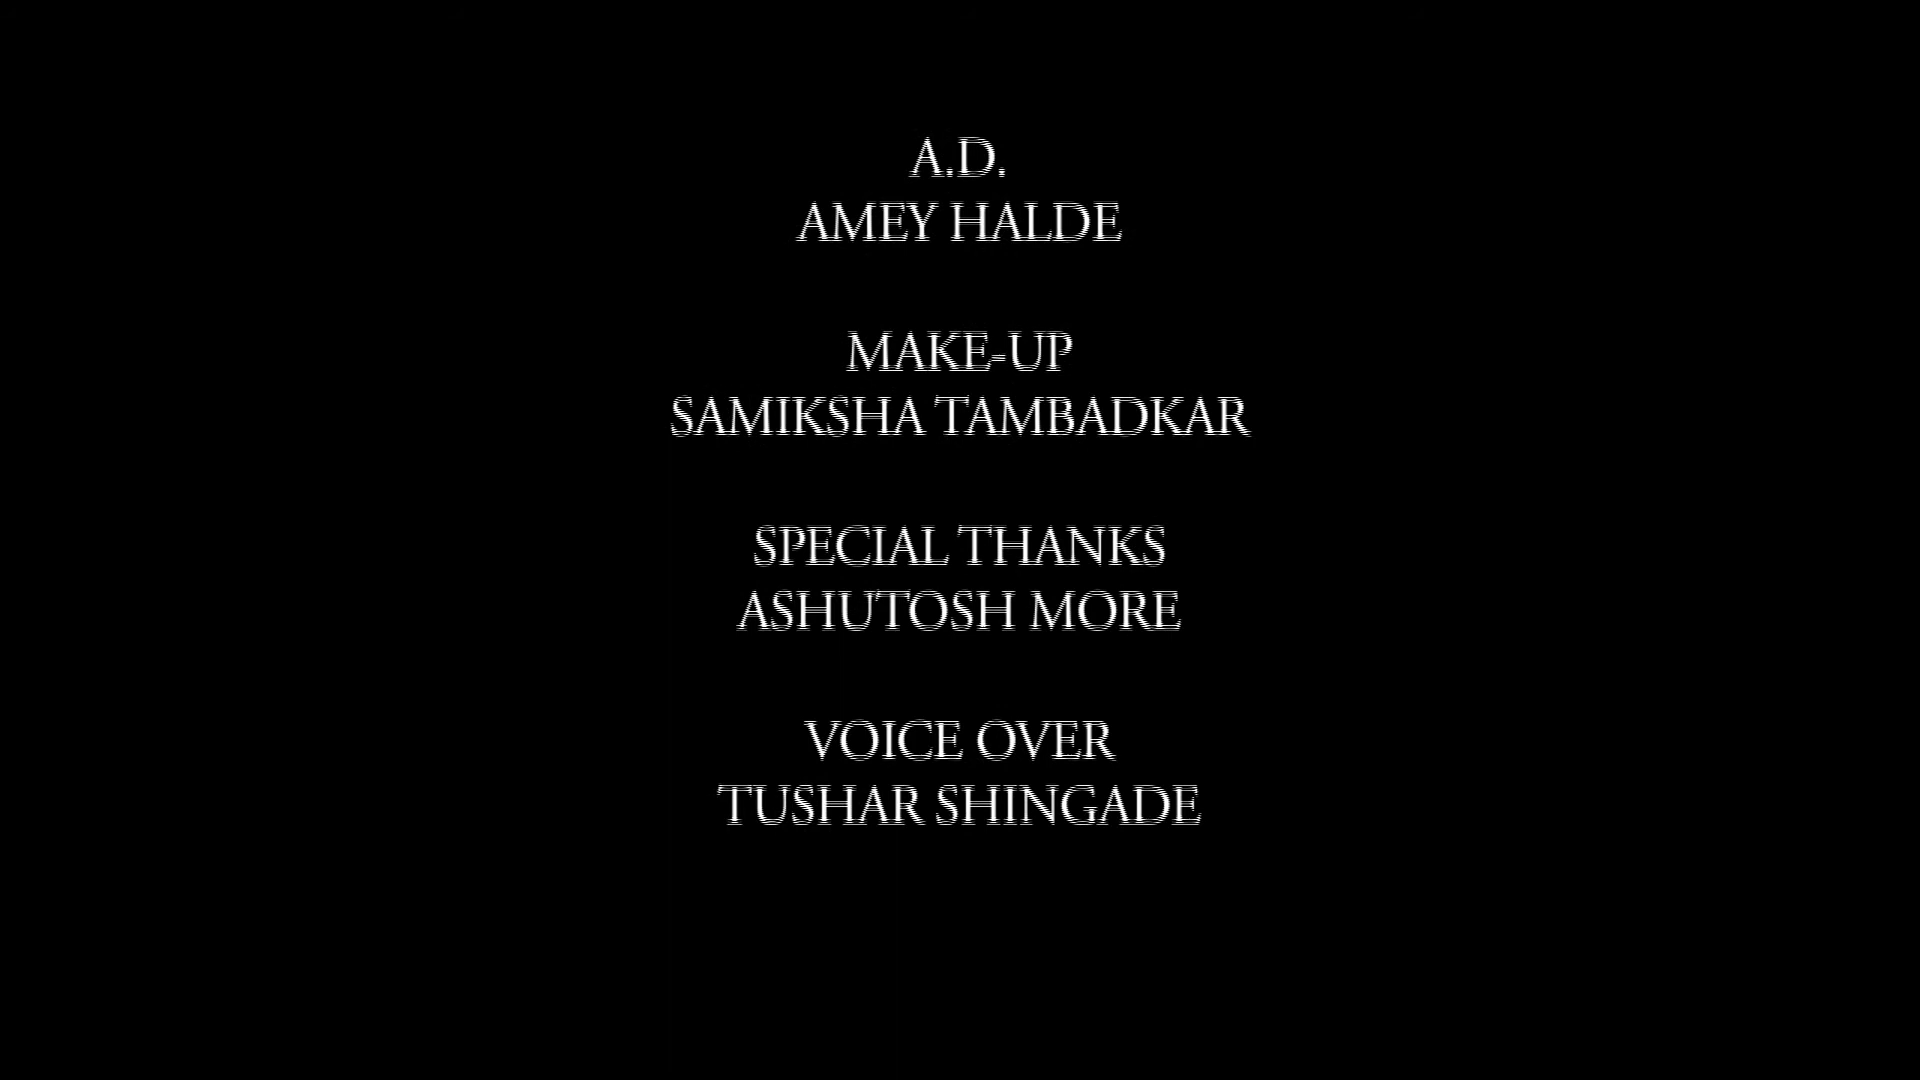 A.D.
AMEY HALDE
MAKE-UP
SAMIKSHA TAMBADKAR
SPECIAL THANKS
ASHUTOSH MORE
VOICE OVER
TUSHAR SHINGADE